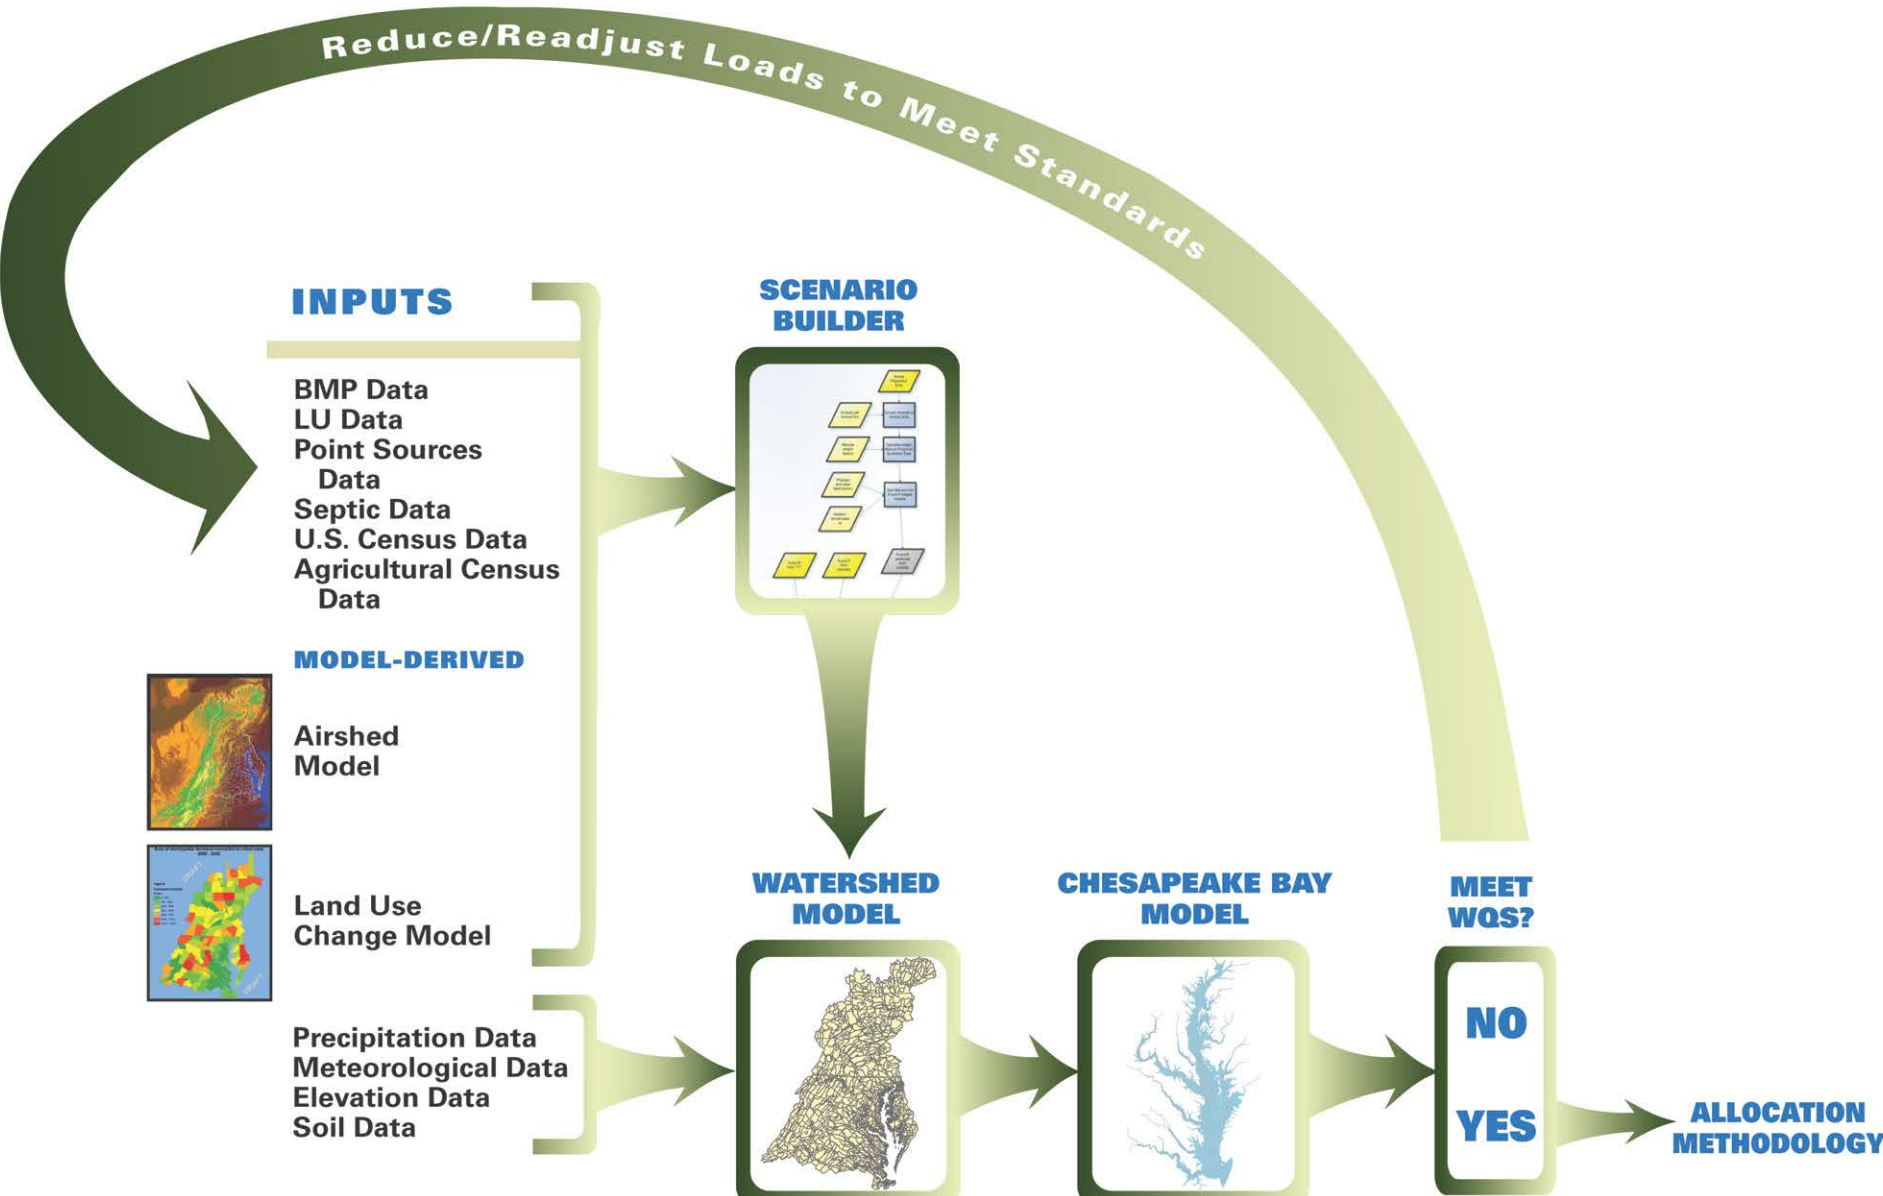 Reduce/Readjust Loads to Meet Standards
INPUTS
BMP Data
LU Data
Point Sources
Data
Septic Data
U.S. Census Data
Agricultural Census
Data
MODEL-DERIVED
Airshed
Model
Land Use
Change Model
Precipitation Data
Meteorological Data
Elevation Data
Soil Data
SCENARIO
BUILDER
WATERSHED
MODEL
CHESAPEAKE BAY
MODEL
MEET
WQS?
NO
YES
ALLOCATION
METHODOLOGY